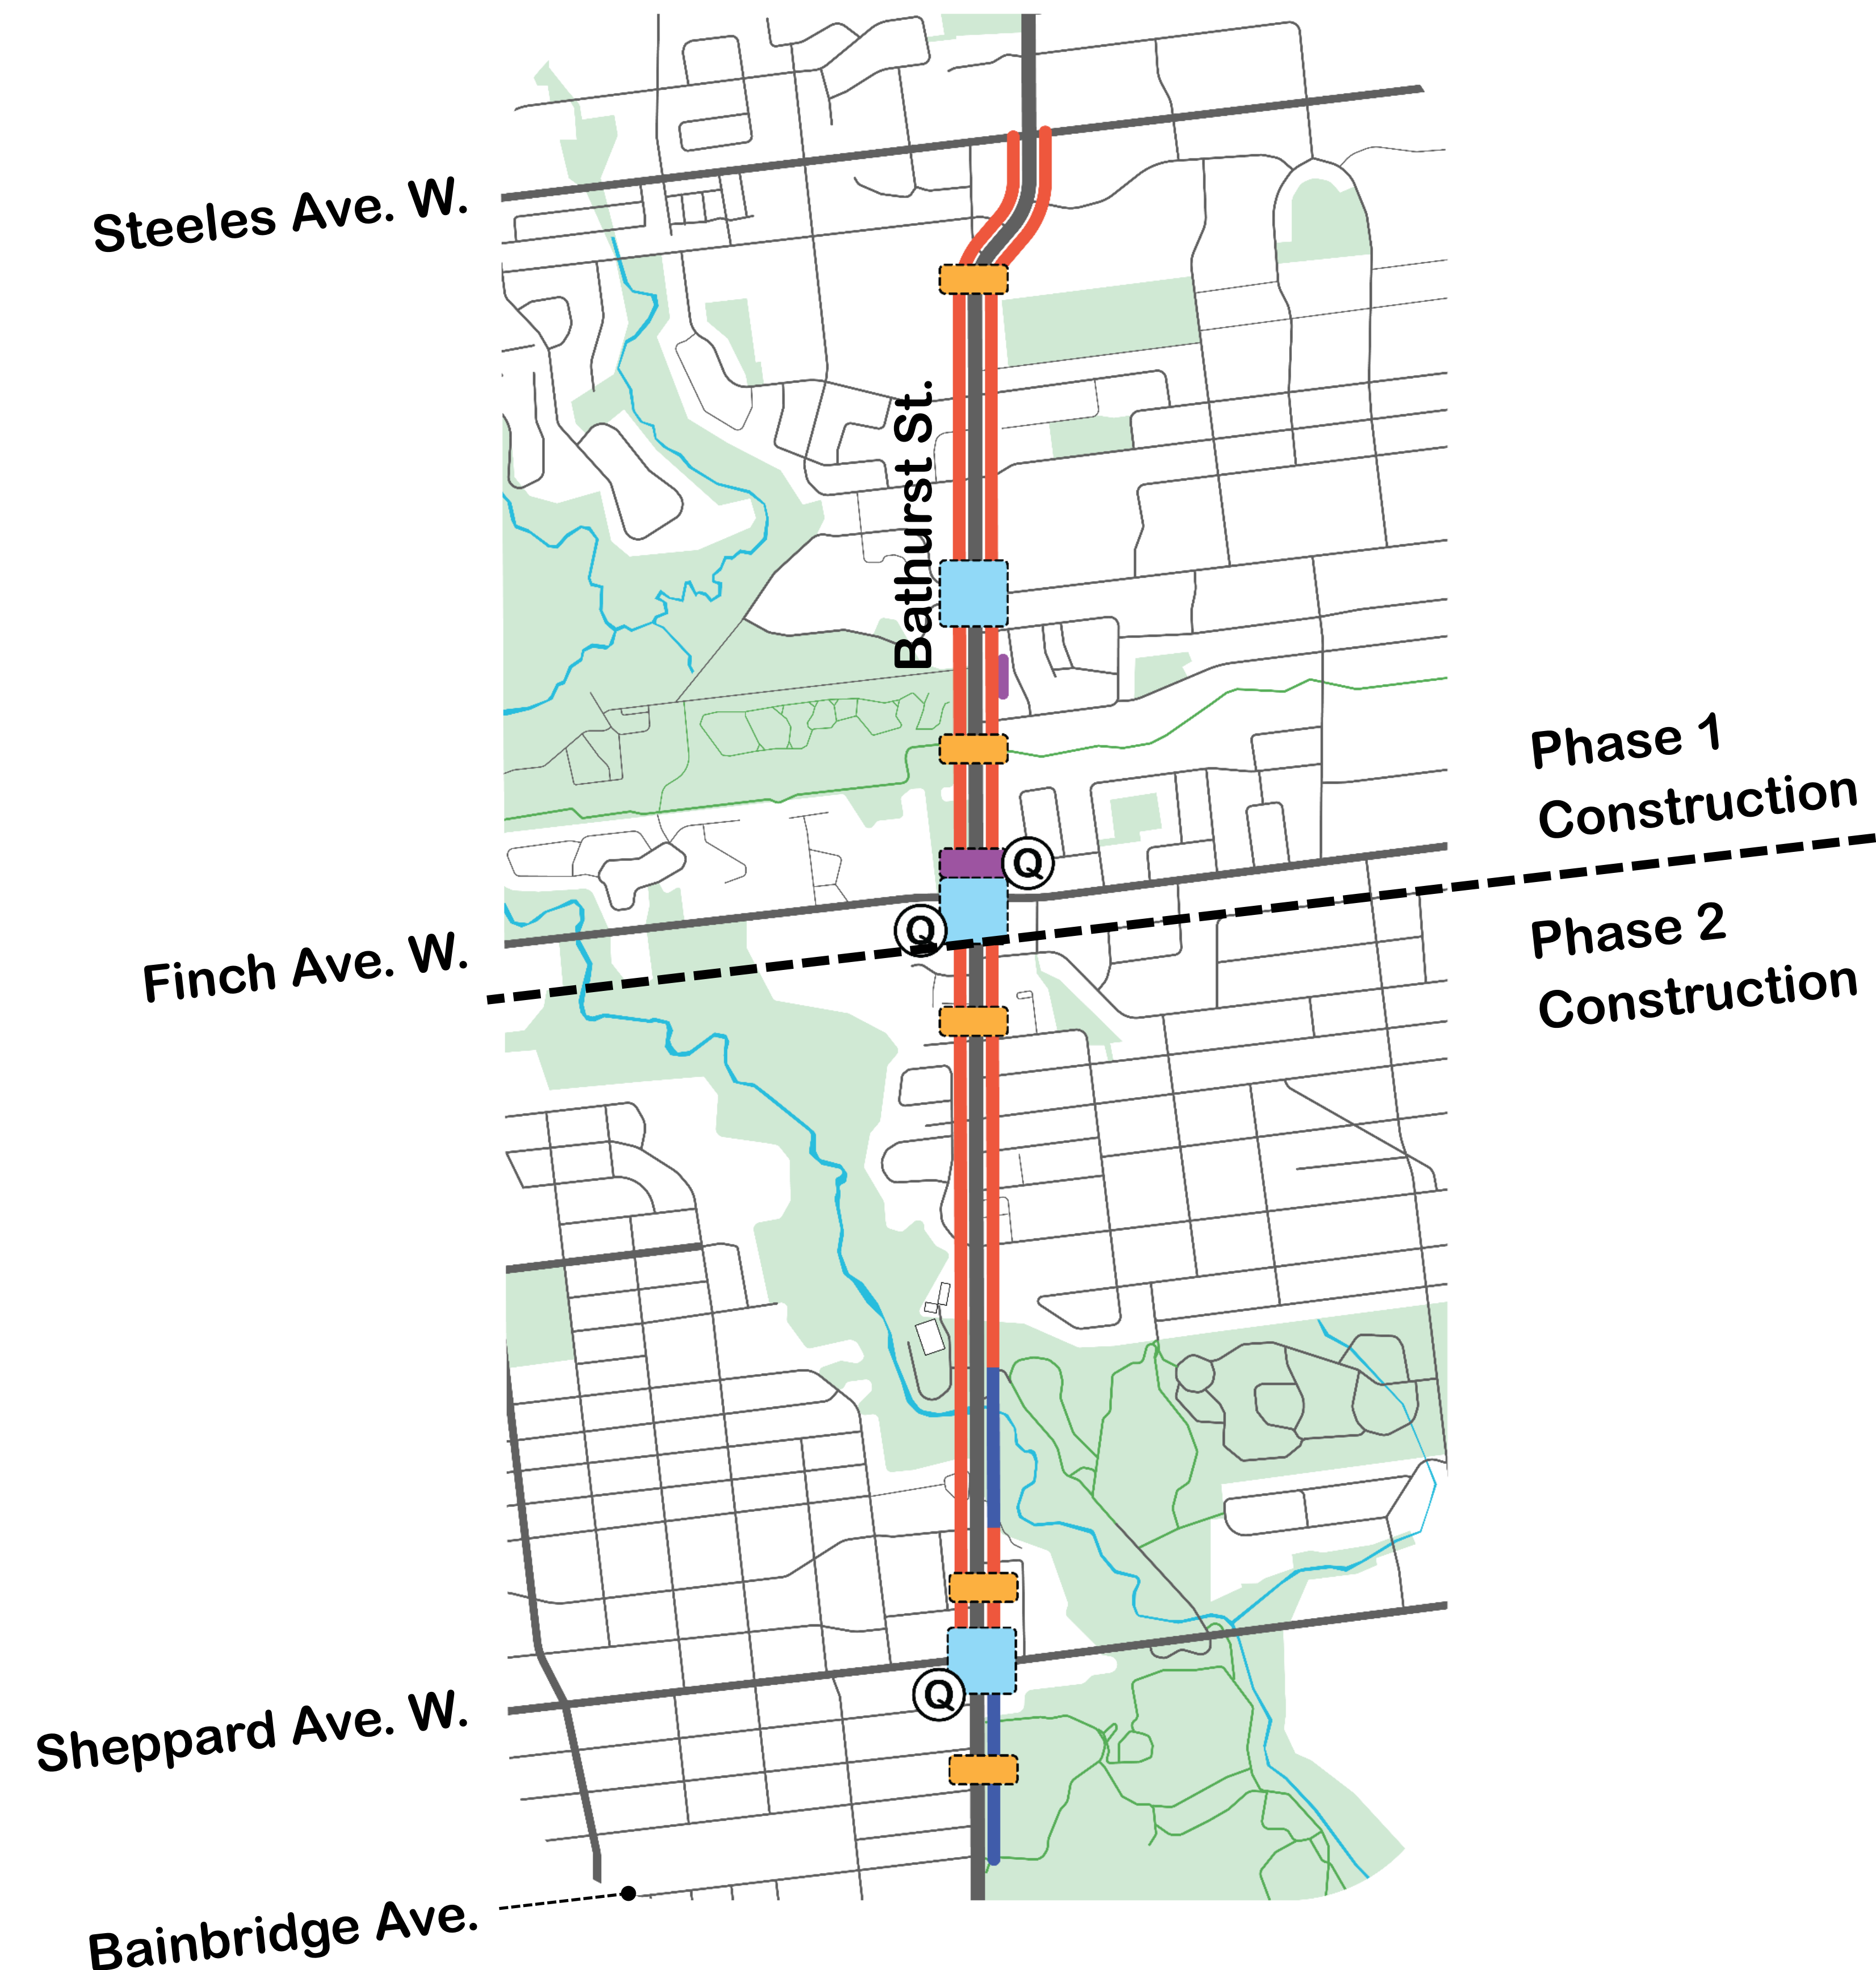 Steeles Ave. W.
Bathurst St.
Phase 1
Construction
Q
Q
Finch Ave. W.
Phase 2
Construction
Q
Sheppard Ave. W.
Bainbridge Ave.